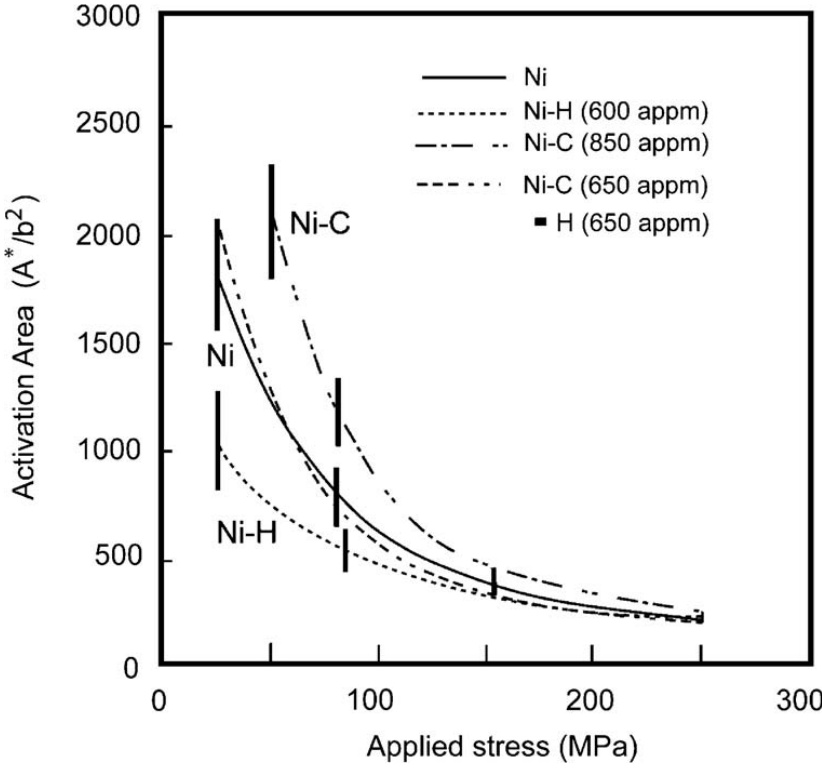 3000
2500
2000
1500
1000
500
0
Activation Area (A*/b²)
Ni
Ni-H (600 appm)
Ni-C (850 appm)
Ni-C (650 appm)
H (650 appm)
Ni-C
Ni
Ni-H
0
100
200
300
Applied stress (MPa)